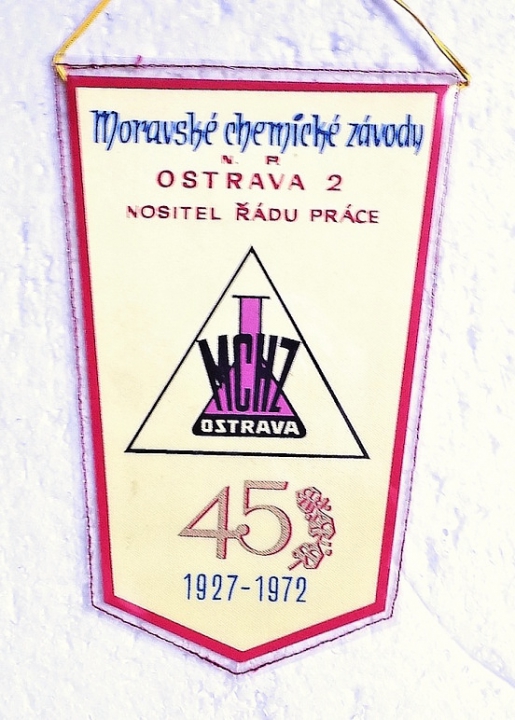 Moravské chemické závody
N. P.
OSTRAVA 2
NOSITEL ŘÁDU PRÁCE
MCHZ
OSTRAVA
45
1927-1972